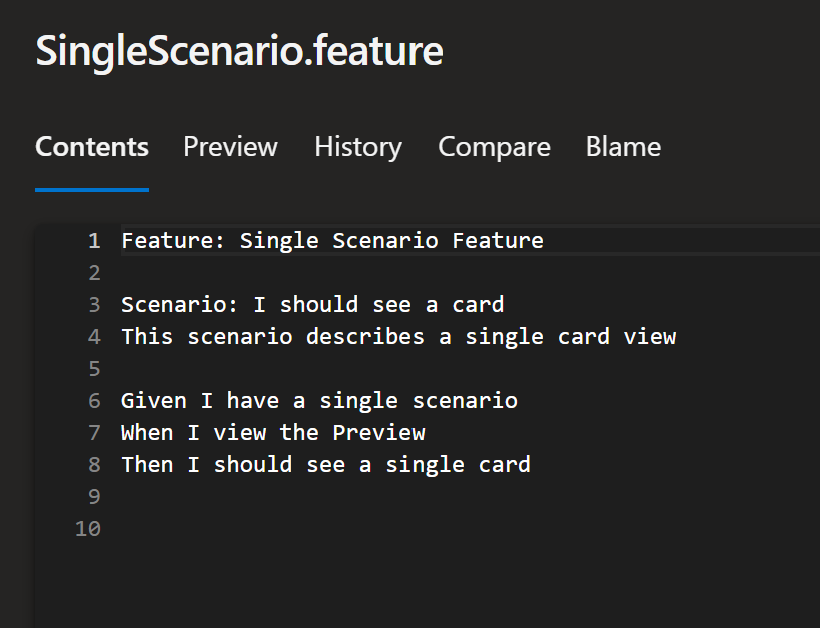 SingleScenario.feature
Contents Preview History Compare Blame
1 Feature: Single Scenario Feature
2
3 Scenario: I should see a card
4 This scenario describes a single card view
5
6 Given I have a single scenario
7 When I view the Preview
8 Then I should see a single card
9
10